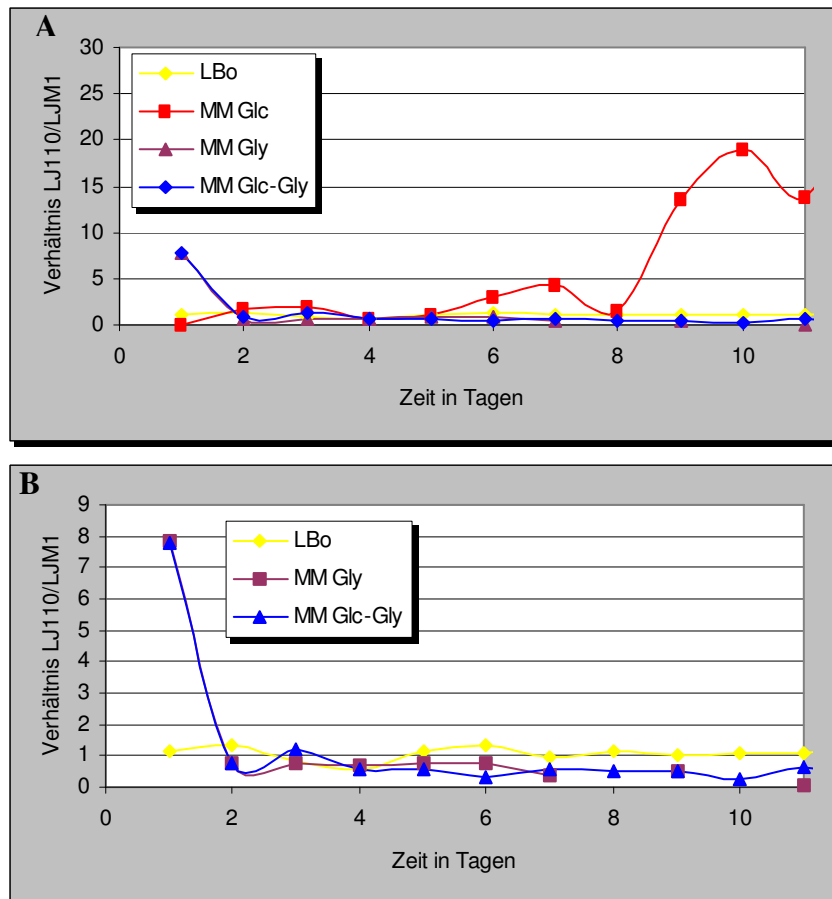 A
30
25
20
15
10
5
0
Verhältnis LJ110/LJM1
LBo
MM Glc
MM Gly
MM Glc-Gly
0 2 4 6 8 10
Zeit in Tagen
B
9
8
7
6
5
4
3
2
1
0
Verhältnis LJ110/LJM1
LBo
MM Gly
MM Glc-Gly
0 2 4 6 8 10
Zeit in Tagen